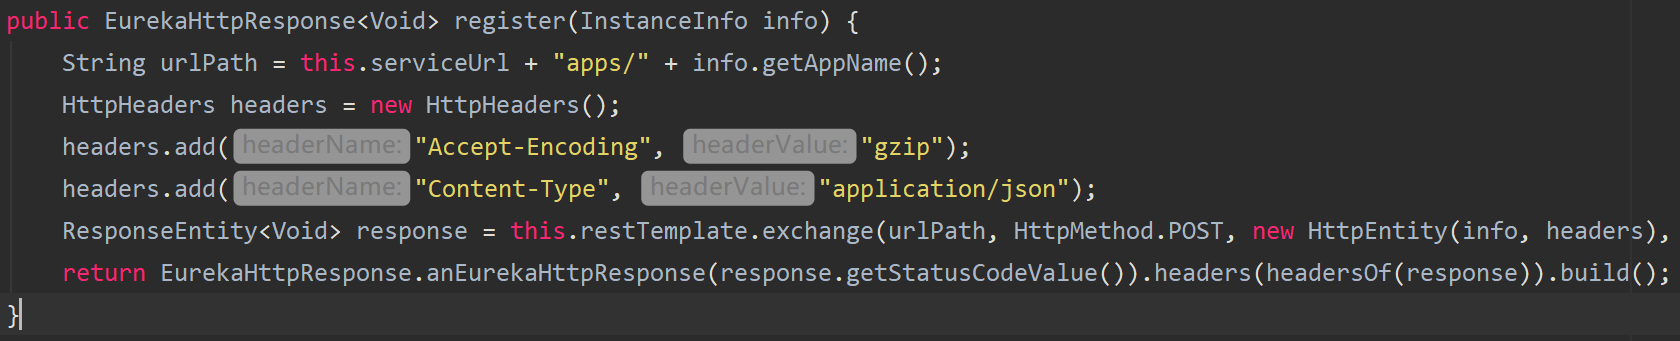 public EurekaHttpResponse<Void> register(InstanceInfo info) {
String urlPath = this.serviceUrl + "apps/" + info.getAppName();
HttpHeaders headers = new HttpHeaders();
headers.add( headerName: "Accept-Encoding", headerValue: "gzip");
headers.add( headerName: "Content-Type", headerValue: "application/json");
ResponseEntity<Void> response = this.restTemplate.exchange(urlPath, HttpMethod.POST, new HttpEntity(info, headers),
return EurekaHttpResponse.anEurekaHttpResponse(response.getStatusCodeValue()).headers(headersOf(response)).build();
}